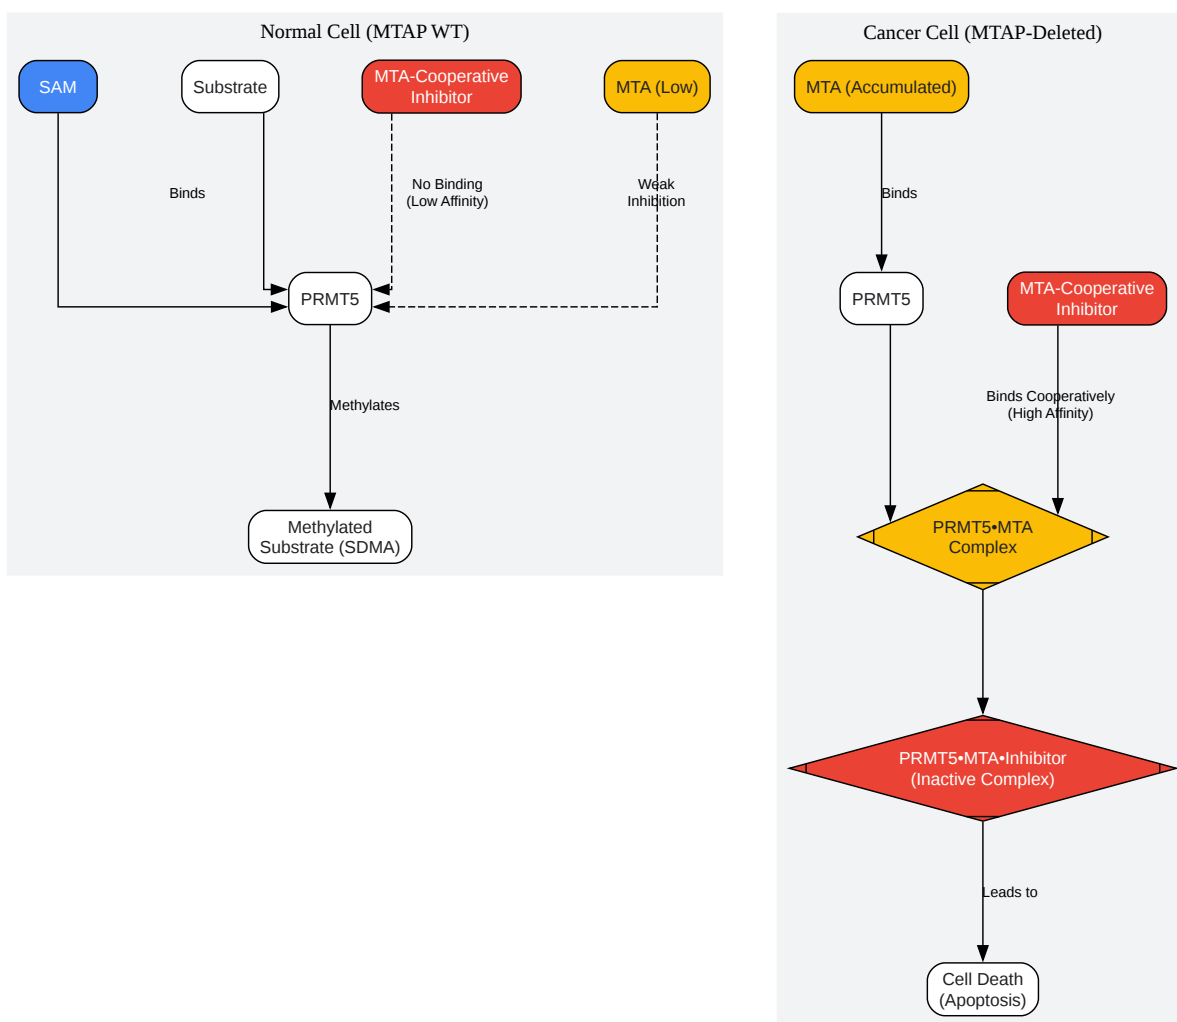 Normal Cell (MTAP WT)
SAM
Substrate
MTA-Cooperative
Inhibitor
MTA (Low)
Binds
No Binding
(Low Affinity)
Weak
Inhibition
PRMT5
Methylates
Methylated
Substrate (SDMA)
Cancer Cell (MTAP-Deleted)
MTA (Accumulated)
Binds
PRMT5
MTA-Cooperative
Inhibitor
Binds Cooperatively
(High Affinity)
PRMT5•MTA
Complex
PRMT5•MTA•Inhibitor
(Inactive Complex)
Leads to
Cell Death
(Apoptosis)